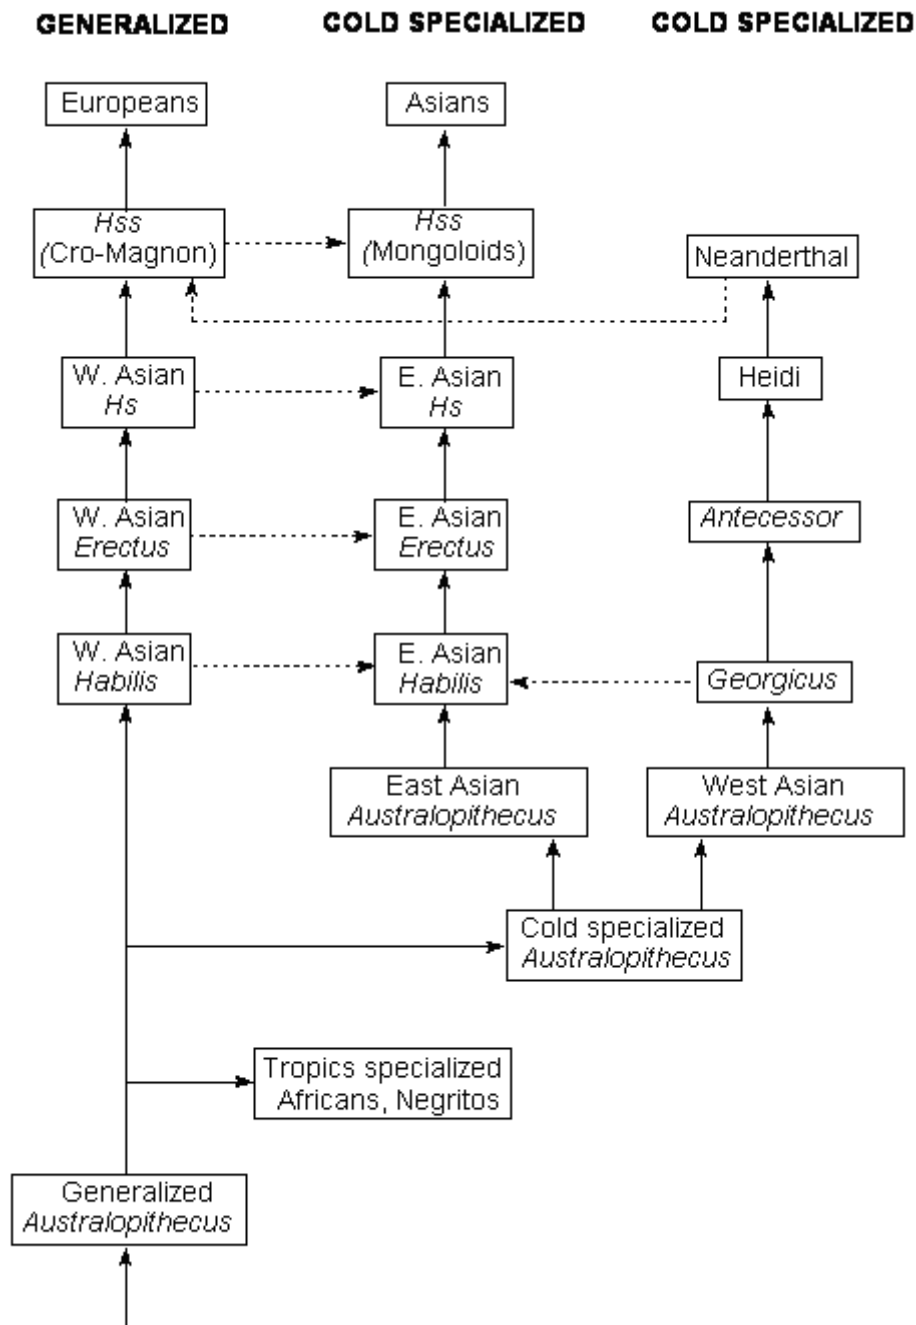 GENERALIZED
COLD SPECIALIZED
COLD SPECIALIZED
Europeans
Asians
Hss
(Cro-Magnon)
Hss
(Mongoloids)
Neanderthal
W. Asian
Hs
E. Asian
Hs
Heidi
W. Asian
Erectus
E. Asian
Erectus
Antecessor
W. Asian
Habilis
E. Asian
Habilis
Georgicus
East Asian
Australopithecus
West Asian
Australopithecus
Cold specialized
Australopithecus
Tropics specialized
Africans, Negritos
Generalized
Australopithecus